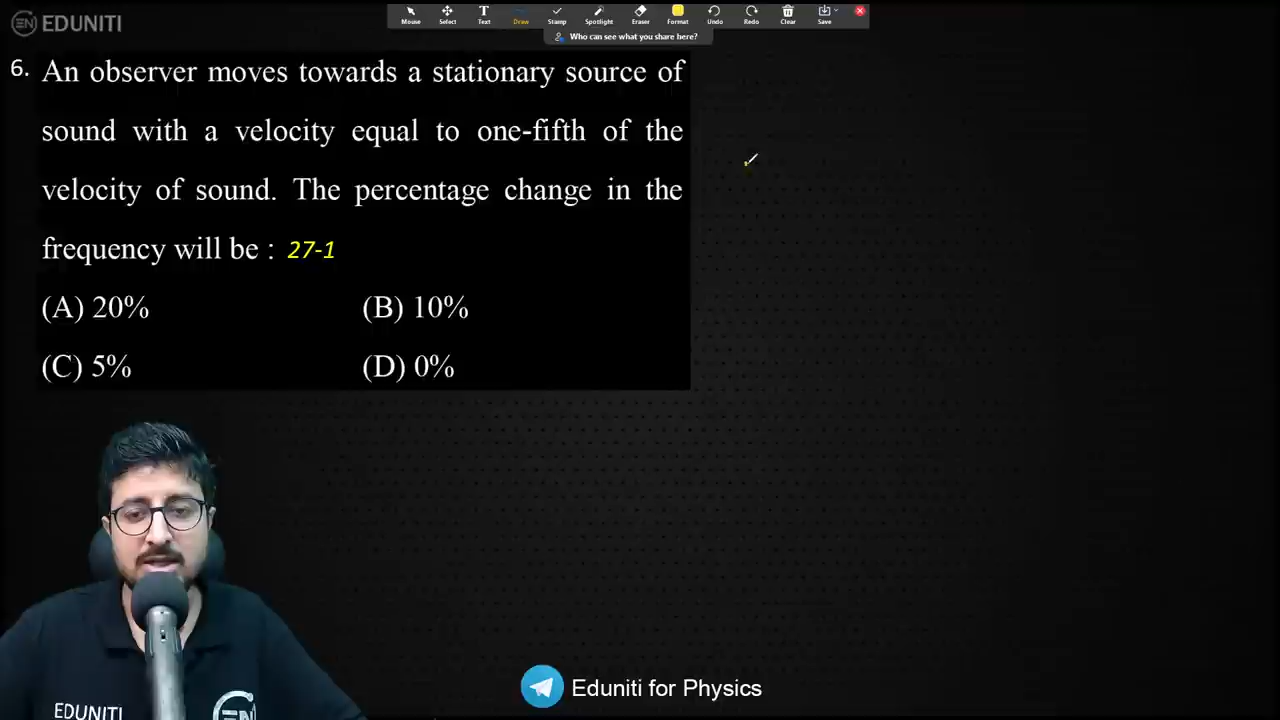 EDUNITI
Mouse Select Text Draw Stamp Spotlight Eraser Format Undo Redo Clear Save
Who can see what you share here?
6. An observer moves towards a stationary source of
sound with a velocity equal to one-fifth of the
velocity of sound. The percentage change in the
frequency will be : 27-1
(A) 20% (B) 10%
(C) 5% (D) 0%
EDUNITI
EN
Eduniti for Physics